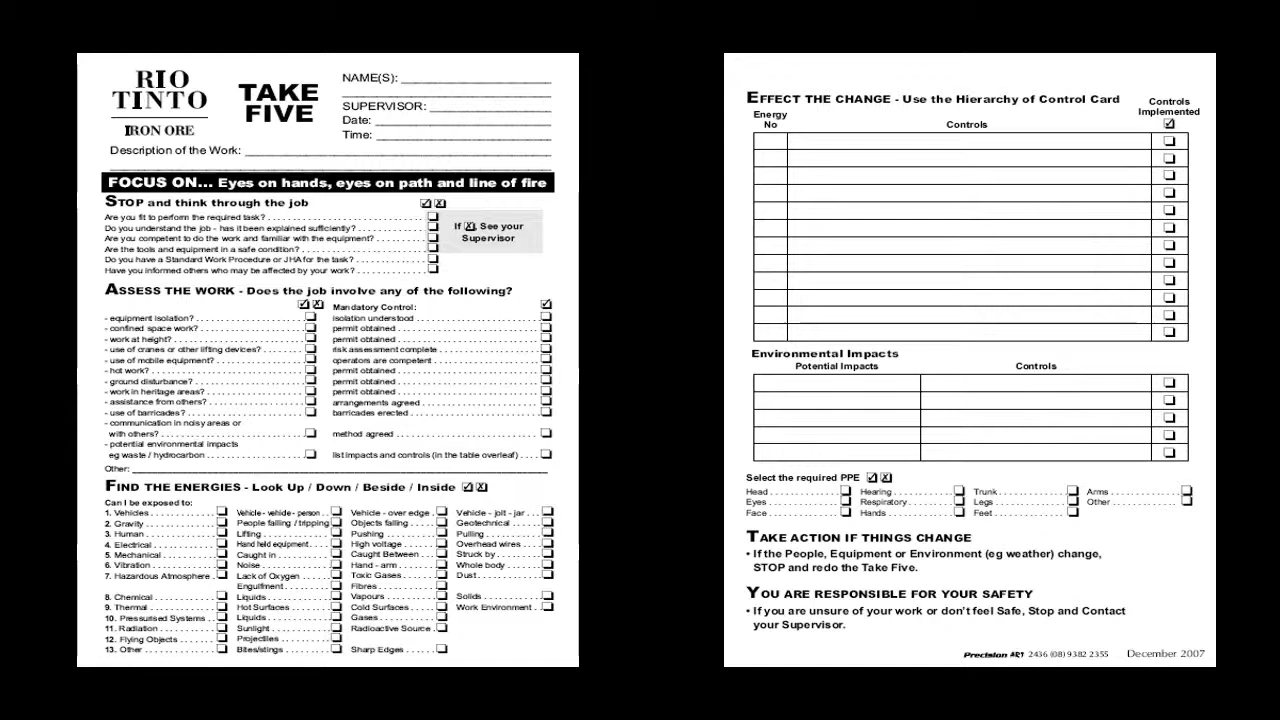 RIO
TINTO
IRON ORE
TAKE
FIVE
NAME(S):
SUPERVISOR:
Date:
Time:
Description of the Work:
FOCUS ON... Eyes on hands, eyes on path and line of fire
STOP and think through the job
Are you fit to perform the required task?
Do you understand the job - has it been explained sufficiently?
Are you competent to do the work and familiar with the equipment?
Are the tools and equipment in a safe condition?
Do you have a Standard Work Procedure or JHA for the task?
Have you informed others who may be affected by your work?
If ☒, See your
Supervisor
ASSESS THE WORK - Does the job involve any of the following?
Mandatory Control:
- equipment isolation? isolation understood
- confined space work? permit obtained
- work at height? permit obtained
- use of cranes or other lifting devices? risk assessment complete
- use of mobile equipment? operators are competent
- hot work? permit obtained
- ground disturbance? permit obtained
- work in heritage areas? permit obtained
- assistance from others? arrangements agreed
- use of barricades? barricades erected
- communication in noisy areas or
with others? method agreed
- potential environmental impacts
eg waste / hydrocarbon list impacts and controls (in the table overleaf)
Other:
FIND THE ENERGIES - Look Up / Down / Beside / Inside
Can I be exposed to:
1. Vehicles Vehicle - vehicle - person Vehicle - over edge Vehicle - jolt - jar
2. Gravity People falling / tripping Objects falling Geotechnical
3. Human Lifting Pushing Pulling
4. Electrical Hand held equipment High voltage Overhead wires
5. Mechanical Caught in Caught Between Struck by
6. Vibration Noise Hand - arm Whole body
7. Hazardous Atmosphere Lack of Oxygen Toxic Gases Dust
Engulfment Fibres
8. Chemical Liquids Vapours Solids
9. Thermal Hot Surfaces Cold Surfaces Work Environment
10. Pressurised Systems Liquids Gases
11. Radiation Sunlight Radioactive Source
12. Flying Objects Projectiles
13. Other Bites/stings Sharp Edges
EFFECT THE CHANGE - Use the Hierarchy of Control Card
Controls
Implemented
Energy
No
Controls
Environmental Impacts
Potential Impacts Controls
Select the required PPE
Head Hearing Trunk Arms
Eyes Respiratory Legs Other
Face Hands Feet
TAKE ACTION IF THINGS CHANGE
• If the People, Equipment or Environment (eg weather) change,
STOP and redo the Take Five.
YOU ARE RESPONSIBLE FOR YOUR SAFETY
• If you are unsure of your work or don't feel Safe, Stop and Contact
your Supervisor.
Precision 2436 (08) 9382 2355 December 2007